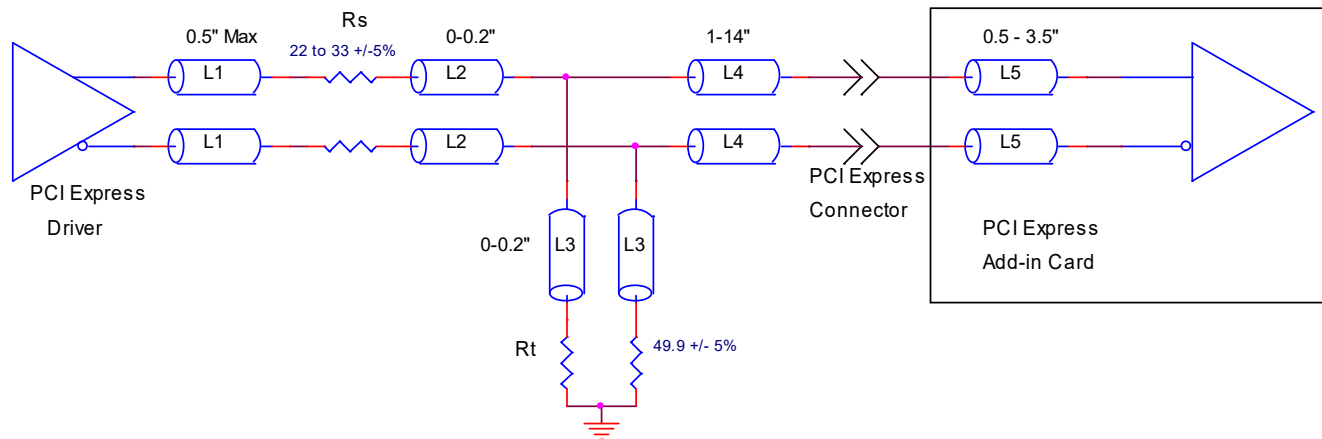 Rs
0.5" Max
22 to 33 +/-5%
0-0.2"
1-14"
0.5 - 3.5"
L1
L2
L4
L5
L1
L2
L4
L5
PCI Express
Driver
PCI Express
Connector
0-0.2"
L3
L3
PCI Express
Add-in Card
Rt
49.9 +/- 5%